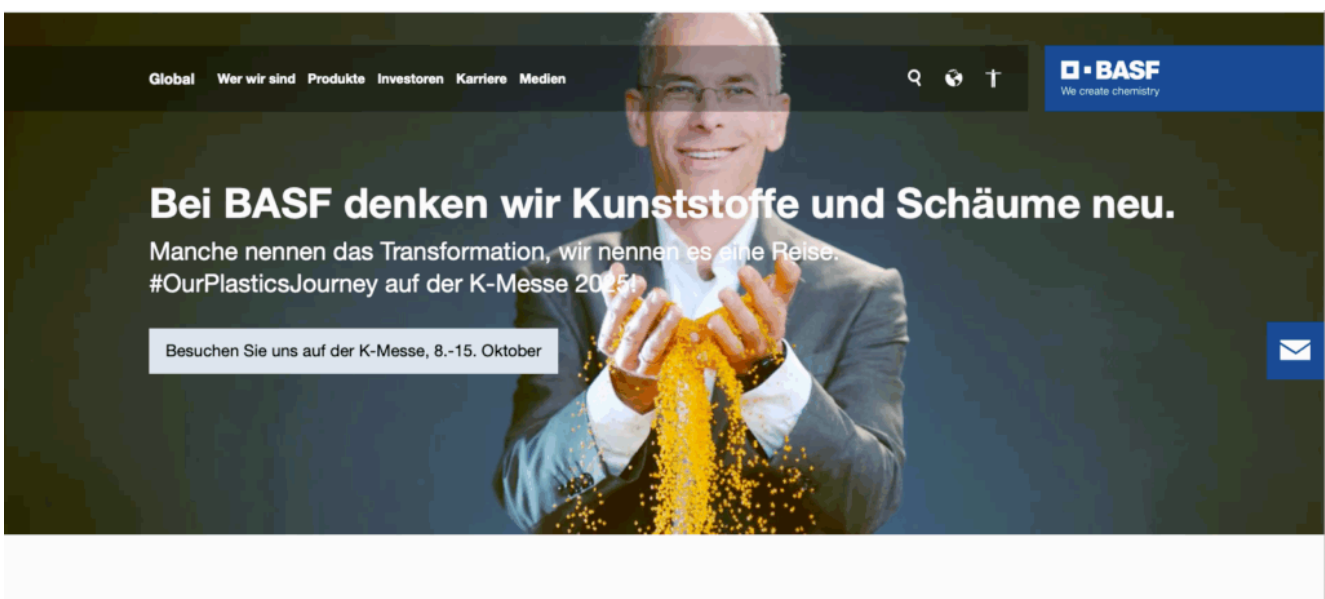 Global Wer wir sind Produkte Investoren Karriere Medien
BASF
We create chemistry
Bei BASF denken wir Kunststoffe und Schäume neu.
Manche nennen das Transformation, wir nennen es eine Reise.
#OurPlasticsJourney auf der K-Messe 2025!
Besuchen Sie uns auf der K-Messe, 8.-15. Oktober